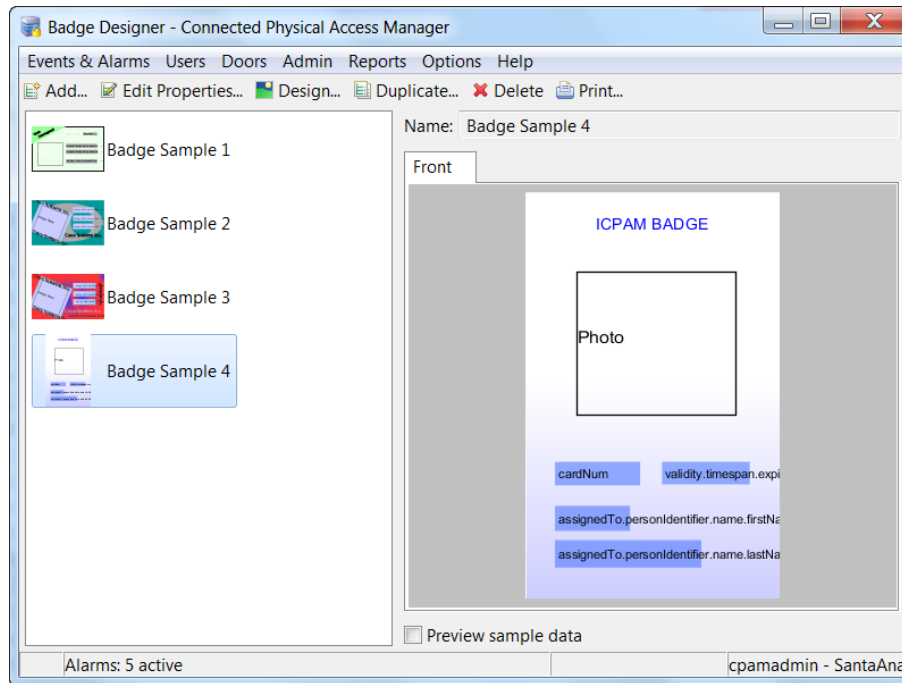 Badge Designer - Connected Physical Access Manager
Events & Alarms Users Doors Admin Reports Options Help
Add... Edit Properties... Design... Duplicate... Delete Print...
Name: Badge Sample 4
Front
Badge Sample 1
Badge Sample 2
Badge Sample 3
Badge Sample 4
ICPAM BADGE
Photo
cardNum validity.timespan.expi
assignedTo.personIdentifier.name.firstNa
assignedTo.personIdentifier.name.lastNa
Preview sample data
Alarms: 5 active cpamadmin - SantaAna